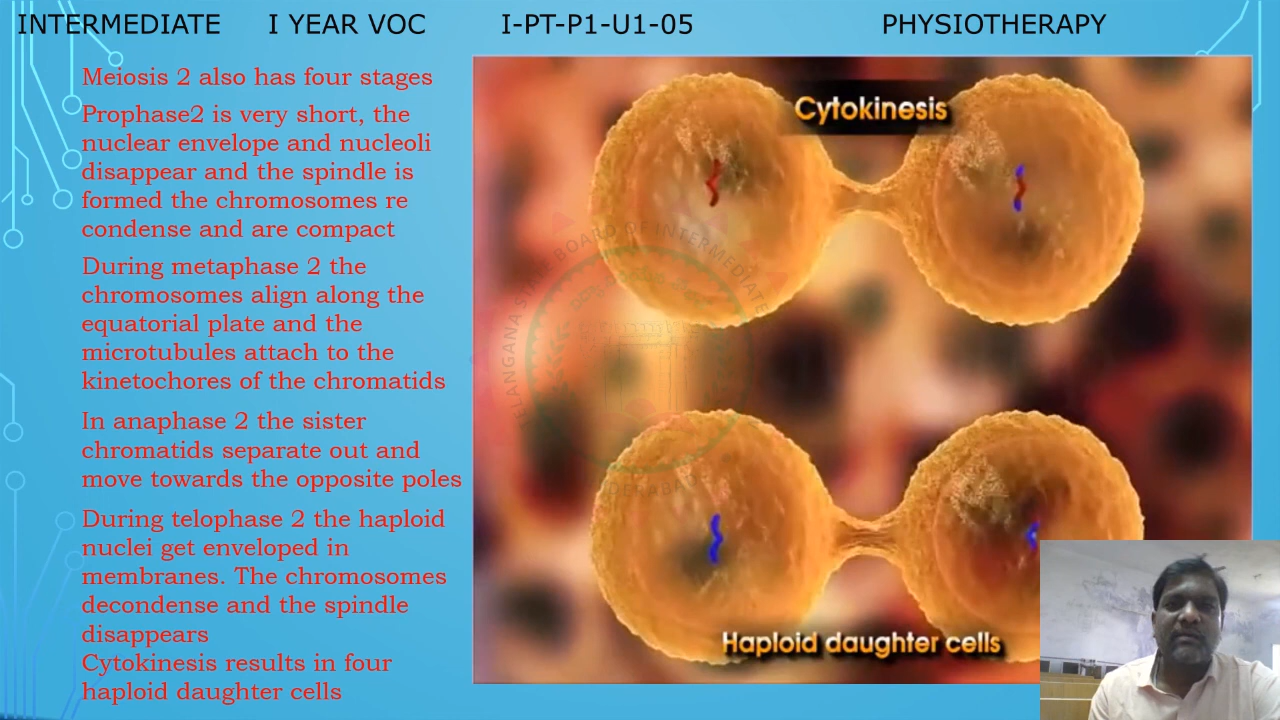 INTERMEDIATE I YEAR VOC I-PT-P1-U1-05 PHYSIOTHERAPY
Meiosis 2 also has four stages
Prophase2 is very short, the
nuclear envelope and nucleoli
disappear and the spindle is
formed the chromosomes re
condense and are compact
During metaphase 2 the
chromosomes align along the
equatorial plate and the
microtubules attach to the
kinetochores of the chromatids
In anaphase 2 the sister
chromatids separate out and
move towards the opposite poles
During telophase 2 the haploid
nuclei get enveloped in
membranes. The chromosomes
decondense and the spindle
disappears
Cytokinesis results in four
haploid daughter cells
Cytokinesis
BOARD OF INTERMEDIATE
Haploid daughter cells